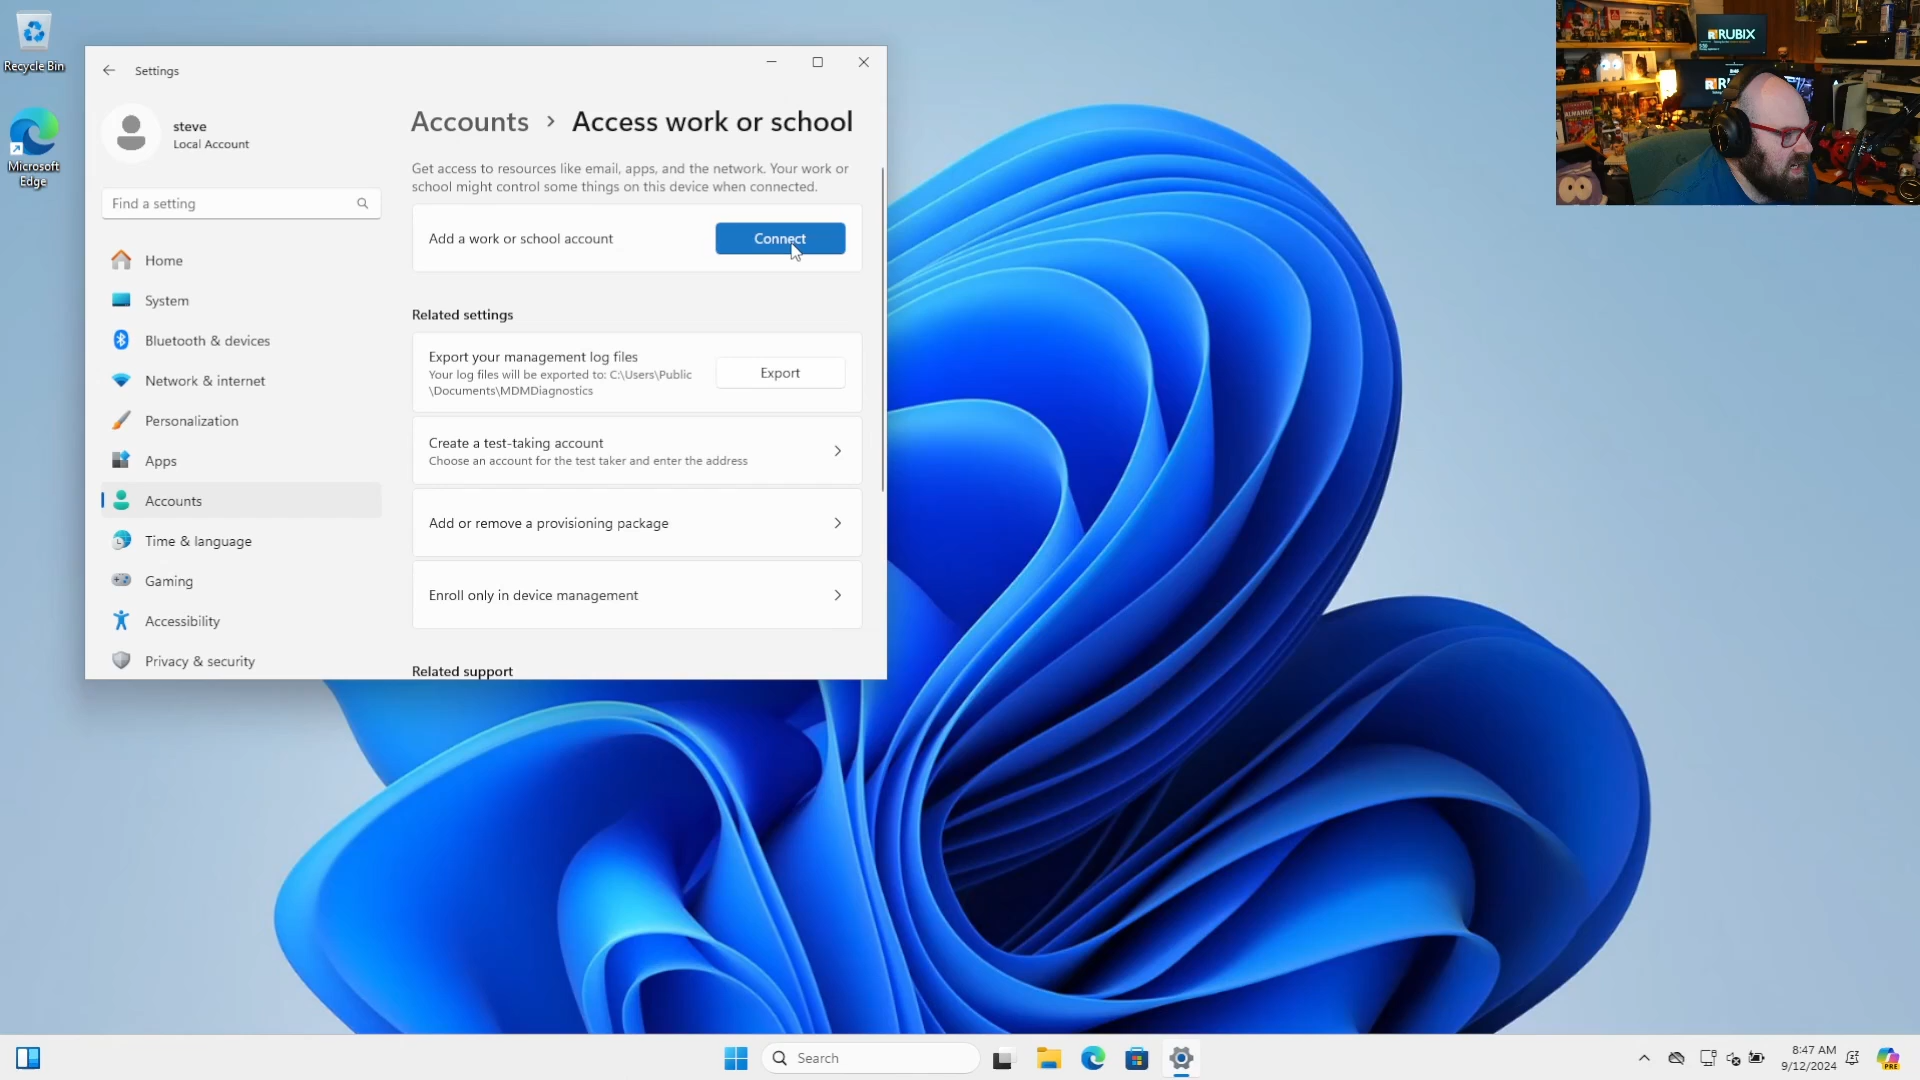 Recycle Bin
Microsoft
Edge
Settings
steve
Local Account
Find a setting
Home
System
Bluetooth & devices
Network & internet
Personalization
Apps
Accounts
Time & language
Gaming
Accessibility
Privacy & security
Accounts > Access work or school
Get access to resources like email, apps, and the network. Your work or
school might control some things on this device when connected.
Add a work or school account
Connect
Related settings
Export your management log files
Your log files will be exported to: C:\Users\Public
\Documents\MDMDiagnostics
Export
Create a test-taking account
Choose an account for the test taker and enter the address
Add or remove a provisioning package
Enroll only in device management
Related support
RUBIX
Search
8:47 AM
9/12/2024
PRE